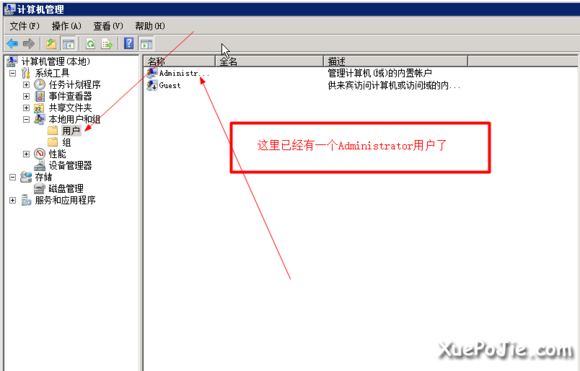 计算机管理
文件(F) 操作(A) 查看(V) 帮助(H)
计算机管理(本地)
系统工具
任务计划程序
事件查看器
共享文件夹
本地用户和组
用户
组
性能
设备管理器
存储
磁盘管理
服务和应用程序
名称 全名 描述
Administr... 管理计算机(域)的内置帐户
Guest 供来宾访问计算机或访问域的内...
这里已经有一个Administrator用户了
XuePoJie.com